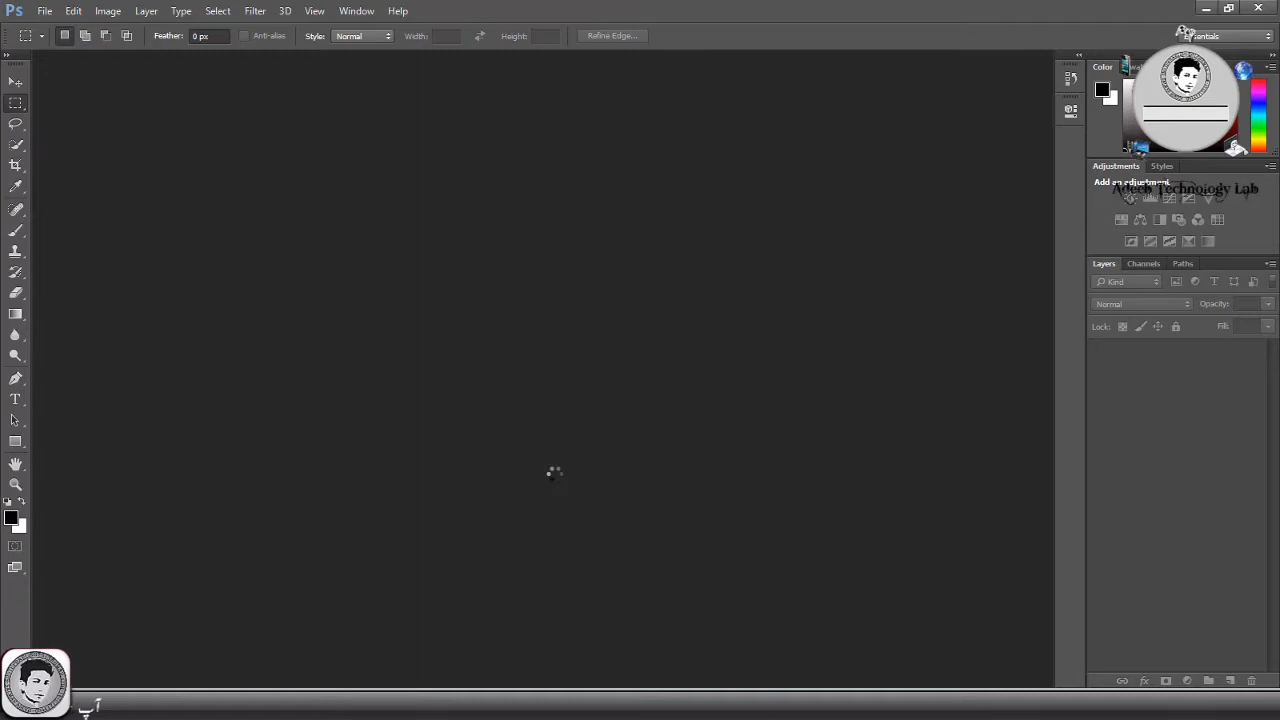 Ps File Edit Image Layer Type Select Filter 3D View Window Help
Feather: 0 px Anti-alias Style: Normal Width: Height: Refine Edge...
Color
Adjustments Styles
Add an adjustment
Adeeb Technology Lab
Layers Channels Paths
Kind
Normal Opacity:
Lock: Fill:
آپ